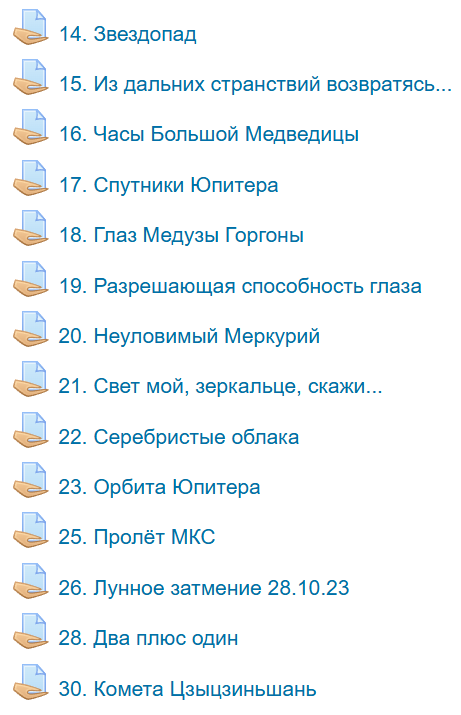 14. Звездопад
15. Из дальних странствий возвратясь...
16. Часы Большой Медведицы
17. Спутники Юпитера
18. Глаз Медузы Горгоны
19. Разрешающая способность глаза
20. Неуловимый Меркурий
21. Свет мой, зеркальце, скажи...
22. Серебристые облака
23. Орбита Юпитера
25. Пролёт МКС
26. Лунное затмение 28.10.23
28. Два плюс один
30. Комета Цзыцзиньшань